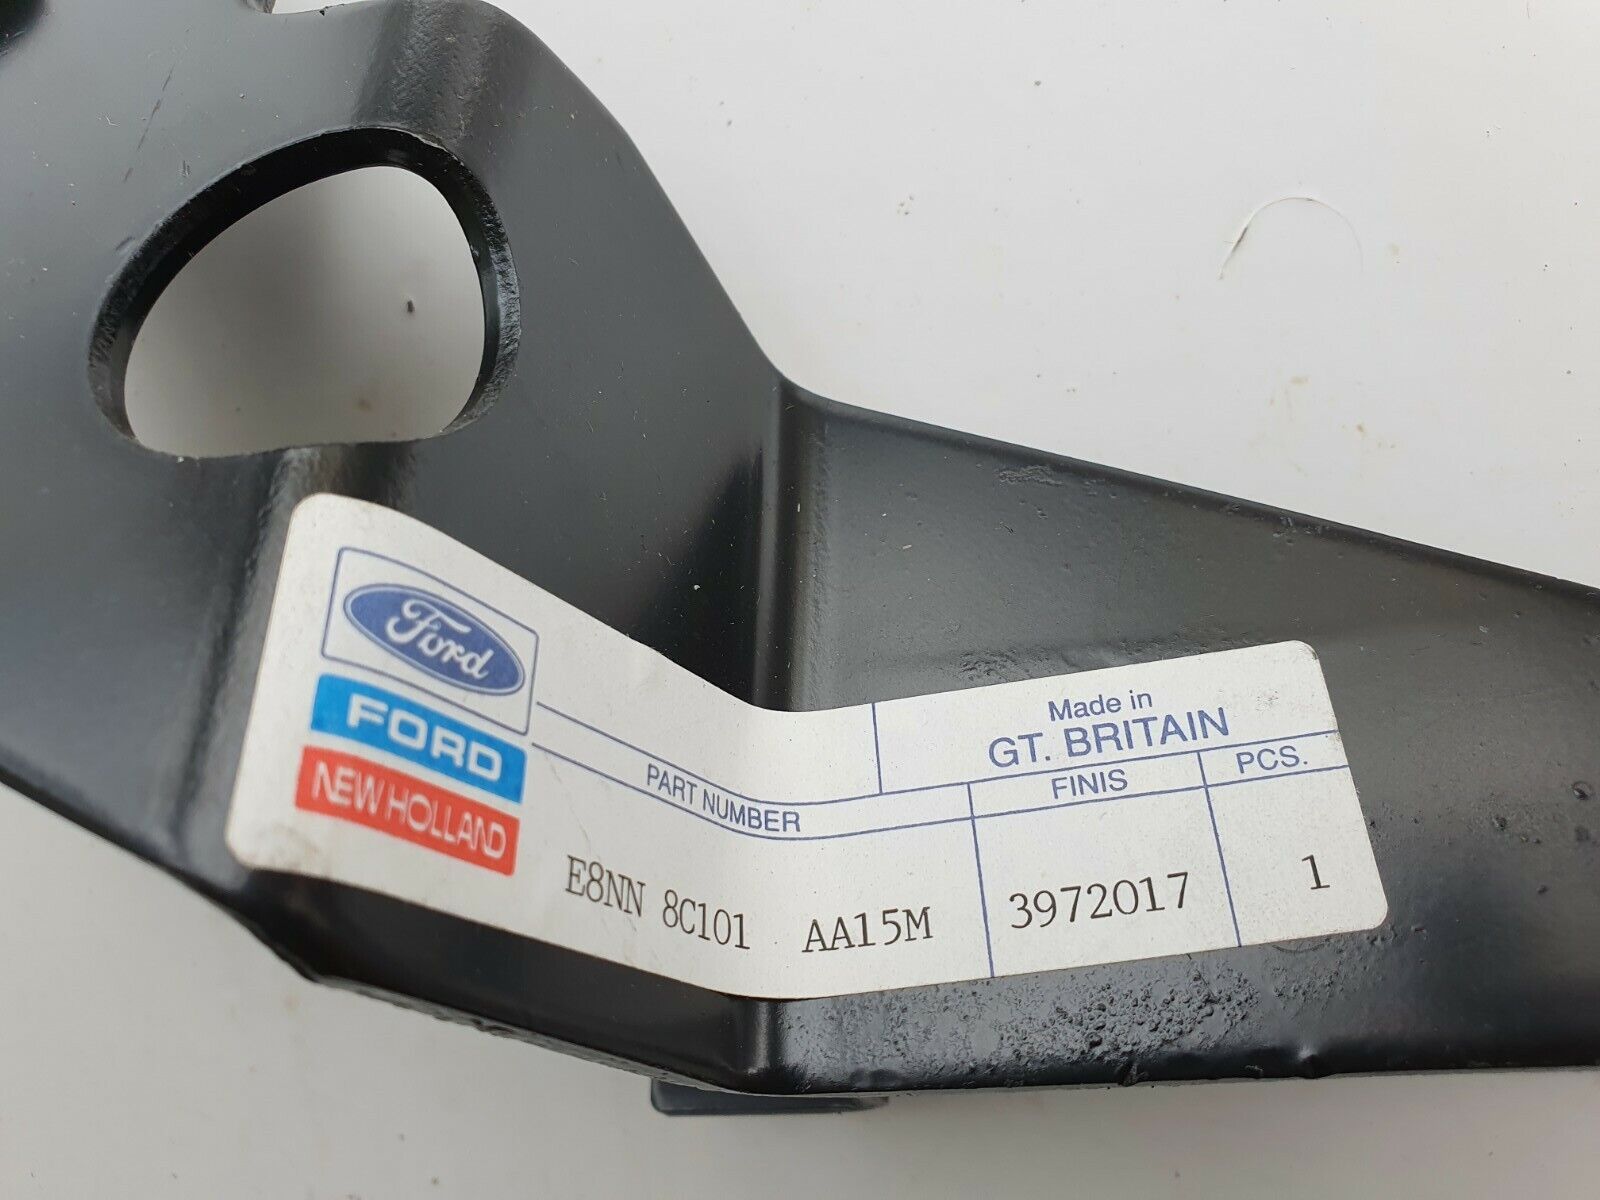 Ford
FORD
NEW HOLLAND
Made in
GT. BRITAIN
PART NUMBER FINIS PCS.
E8NN 8C101 AA15M 3972017 1